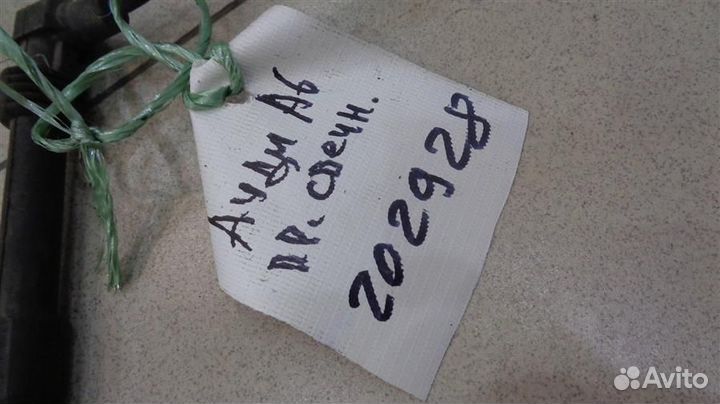 Ауди А6
пр. свечн.
202928
Avito